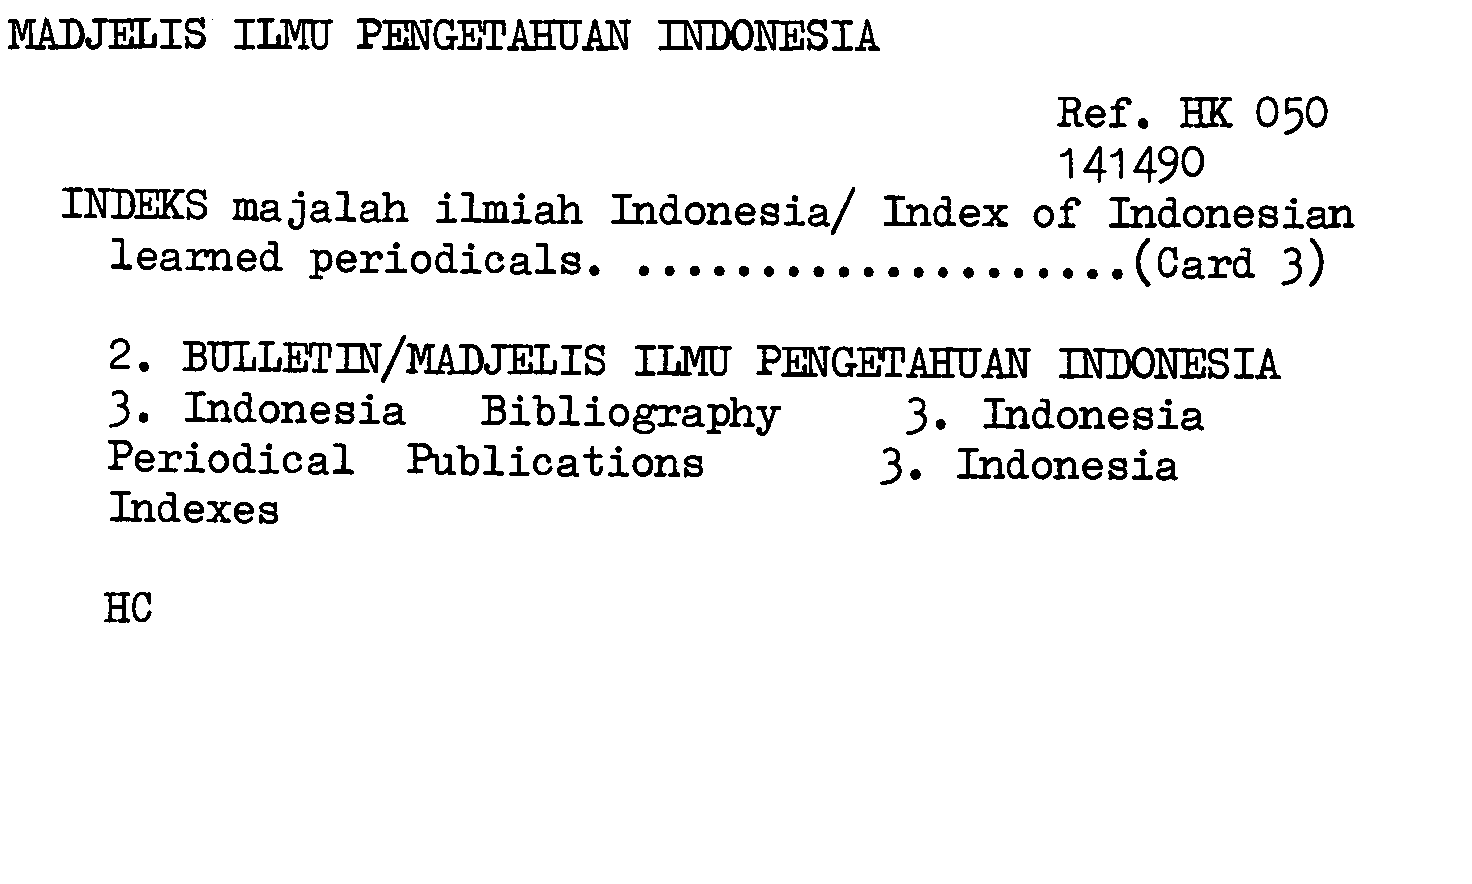 MADJELIS ILMU PENGETAHUAN INDONESIA
Ref. HK 050
141490
INDEKS majalah ilmiah Indonesia/ Index of Indonesian
learned periodicals. ....................(Card 3)
2. BULLETIN/MADJELIS ILMU PENGETAHUAN INDONESIA
3. Indonesia Bibliography 3. Indonesia
Periodical Publications 3. Indonesia
Indexes
HC